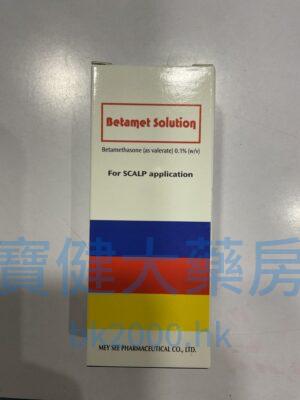 Betamet Solution
Betamethasone (as valerate) 0.1% (w/v)
For SCALP application
寶健大藥房
bk2000.hk
MEY SEE PHARMACEUTICAL CO., LTD.